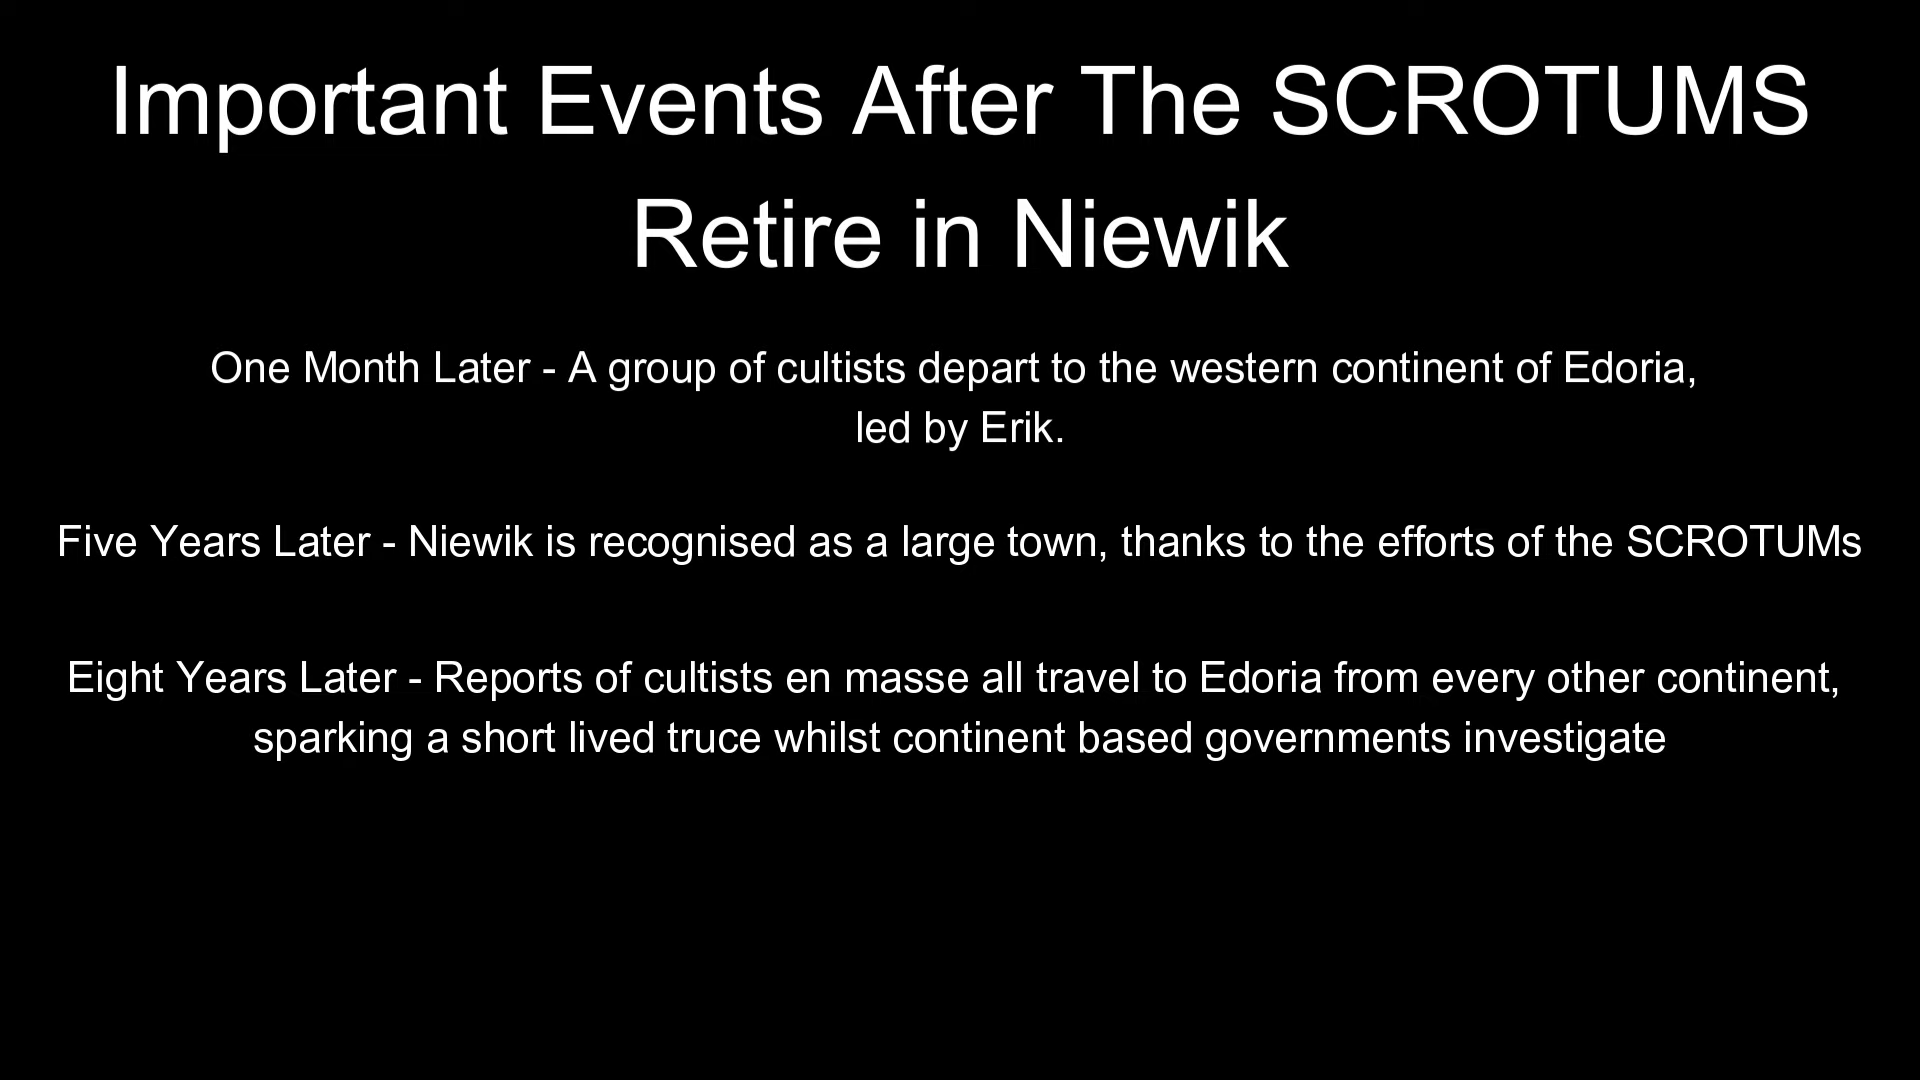 Important Events After The SCROTUMS
Retire in Niewik
One Month Later - A group of cultists depart to the western continent of Edoria,
led by Erik.
Five Years Later - Niewik is recognised as a large town, thanks to the efforts of the SCROTUMs
Eight Years Later - Reports of cultists en masse all travel to Edoria from every other continent,
sparking a short lived truce whilst continent based governments investigate